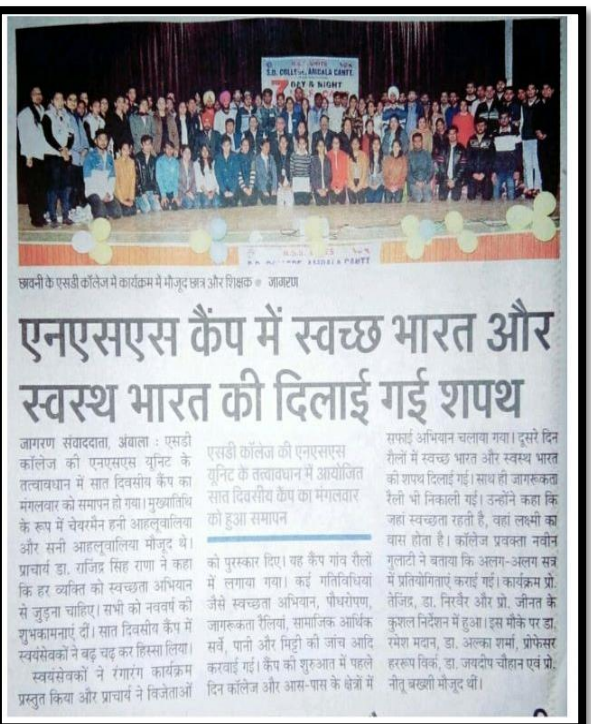 S.D. COLLEGE, AMBALA CANTT.
7
DAY & NIGHT
छावनी के एसडी कॉलेज में कार्यक्रम में मौजूद छात्र और शिक्षक ● जागरण
एनएसएस कैंप में स्वच्छ भारत और
स्वस्थ भारत की दिलाई गई शपथ
जागरण संवाददाता, अंबाला : एसडी
कॉलेज की एनएसएस यूनिट के
तत्वावधान में सात दिवसीय कैंप का
मंगलवार को समापन हो गया। मुख्यातिथि
के रूप में चेयरमैन हनी आहलूवालिया
और सनी आहलूवालिया मौजूद थे।
प्राचार्य डा. राजिंद्र सिंह राणा ने कहा
कि हर व्यक्ति को स्वच्छता अभियान
से जुड़ना चाहिए। सभी को नववर्ष की
शुभकामनाएं दीं। सात दिवसीय कैंप में
स्वयंसेवकों ने बढ़ चढ़ कर हिस्सा लिया।
स्वयंसेवकों ने रंगारंग कार्यक्रम
प्रस्तुत किया और प्राचार्य ने विजेताओं
एसडी कॉलेज की एनएसएस
यूनिट के तत्वावधान में आयोजित
सात दिवसीय कैंप का मंगलवार
को हुआ समापन
को पुरस्कार दिए। यह कैंप गांव रौलों
में लगाया गया। कई गतिविधियां
जैसे स्वच्छता अभियान, पौधरोपण,
जागरूकता रैलियां, सामाजिक आर्थिक
सर्वे, पानी और मिट्टी की जांच आदि
करवाई गई। कैंप की शुरुआत में पहले
दिन कॉलेज और आस-पास के क्षेत्रों में
सफाई अभियान चलाया गया। दूसरे दिन
रौलों में स्वच्छ भारत और स्वस्थ भारत
की शपथ दिलाई गई। साथ ही जागरूकता
रैली भी निकाली गई। उन्होंने कहा कि
जहां स्वच्छता रहती है, वहां लक्ष्मी का
वास होता है। कॉलेज प्रवक्ता नवीन
गुलाटी ने बताया कि अलग-अलग सत्र
में प्रतियोगिताएं कराई गईं। कार्यक्रम प्रो.
तेजिंद्र, डा. निरवैर और प्रो. जीनत के
कुशल निर्देशन में हुआ। इस मौके पर डा.
रमेश मदान, डा. अल्का शर्मा, प्रोफेसर
हररूप विर्क, डा. जयदीप चौहान एवं प्रो.
नीतू बख्शी मौजूद थीं।